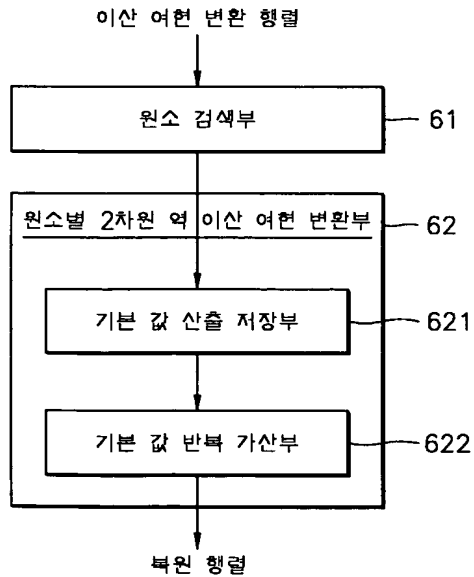 이산 여현 변환 행렬
원소 검색부
61
원소별 2차원 역 이산 여현 변환부
62
기본 값 산출 저장부
621
기본 값 반복 가산부
622
복원 행렬